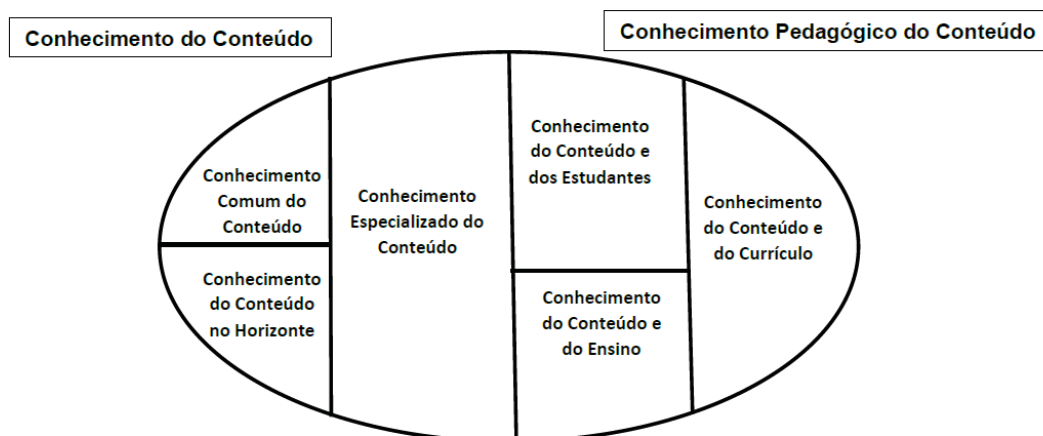 Conhecimento do Conteúdo
Conhecimento Pedagógico do Conteúdo
Conhecimento
Comum do
Conteúdo
Conhecimento
do Conteúdo
no Horizonte
Conhecimento
Especializado do
Conteúdo
Conhecimento
do Conteúdo e
dos Estudantes
Conhecimento
do Conteúdo e
do Ensino
Conhecimento
do Conteúdo e
do Currículo